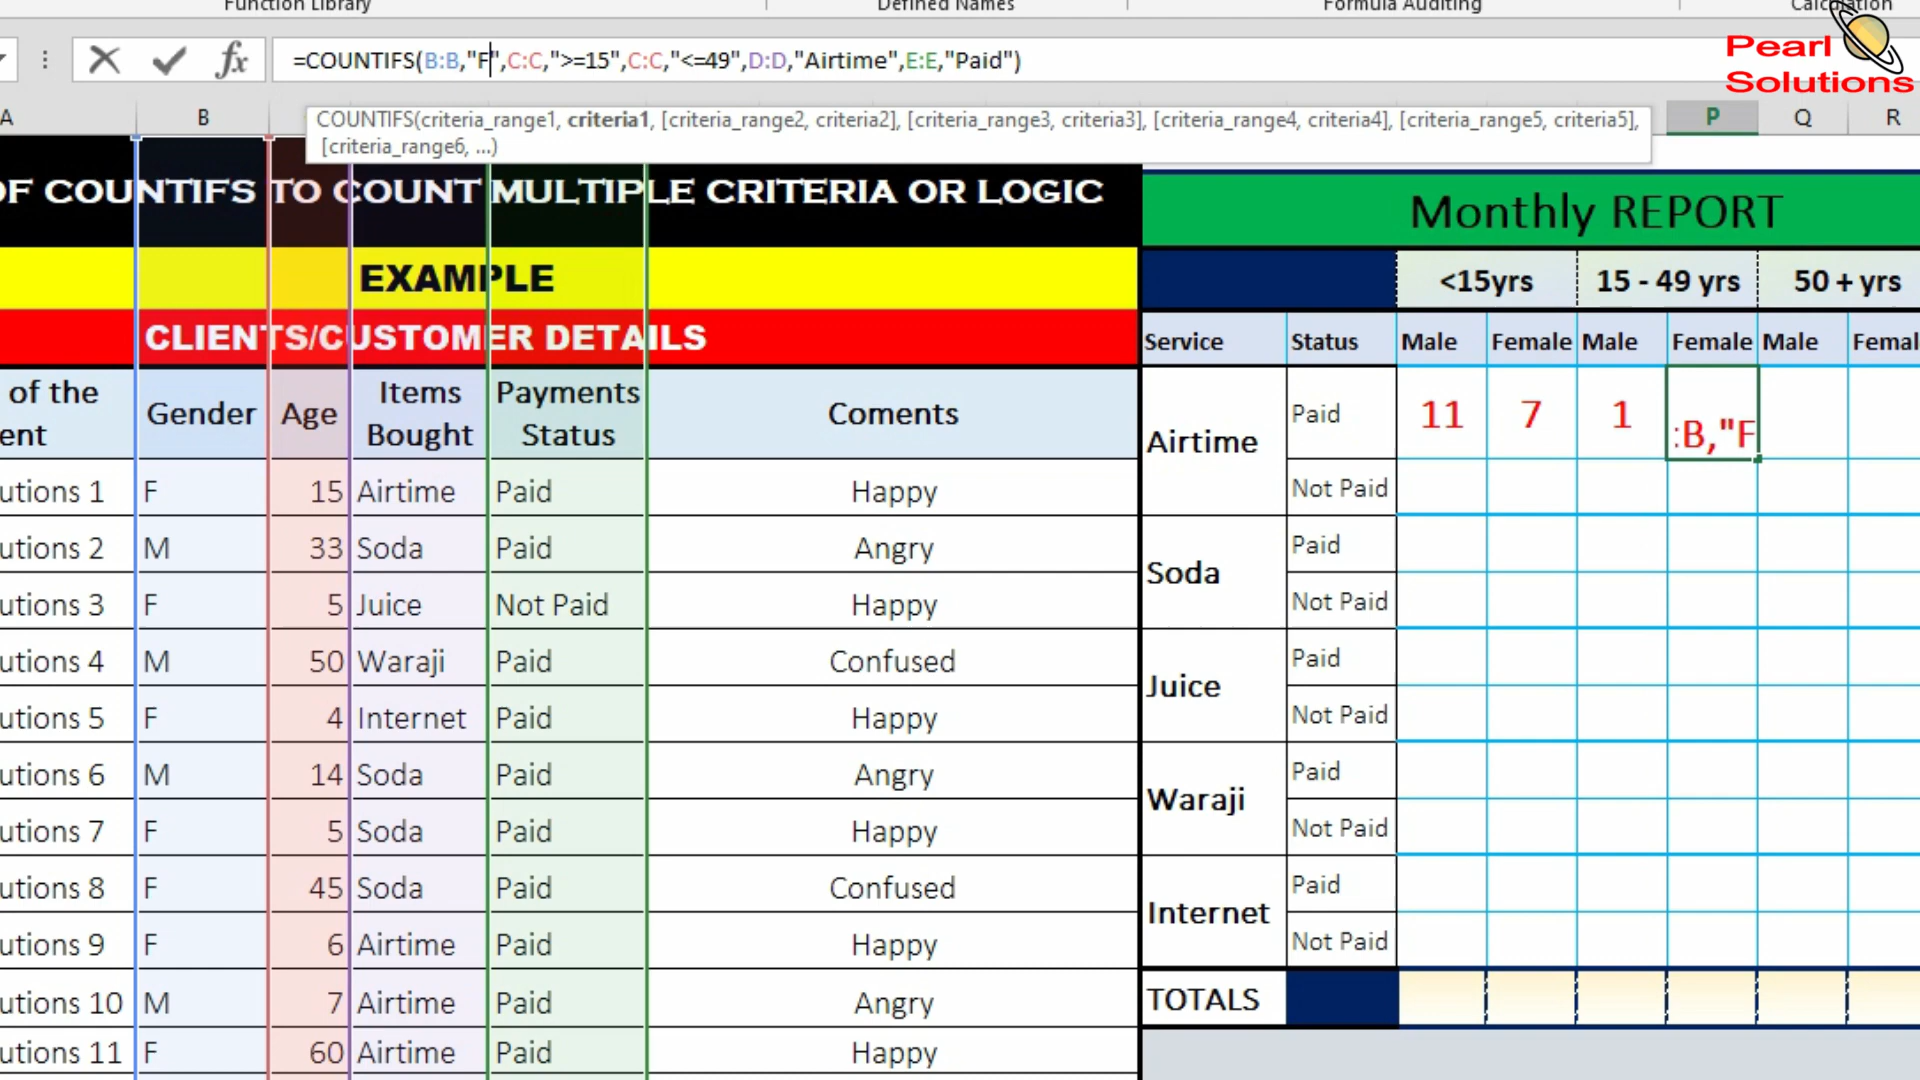 Function Library Defined Names Formula Auditing Calculation
Pearl
Solutions
fx =COUNTIFS(B:B,"F",C:C,">=15",C:C,"<=49",D:D,"Airtime",E:E,"Paid")
A B P Q R
COUNTIFS(criteria_range1, criteria1, [criteria_range2, criteria2], [criteria_range3, criteria3], [criteria_range4, criteria4], [criteria_range5, criteria5],
[criteria_range6, ...)
OF COUNTIFS TO COUNT MULTIPLE CRITERIA OR LOGIC
Monthly REPORT
EXAMPLE
<15yrs 15 - 49 yrs 50 + yrs
CLIENTS/CUSTOMER DETAILS
Service Status Male Female Male Female Male Femal
of the
ent
Gender Age
Items
Bought
Payments
Status
Coments
Airtime Paid 11 7 1 :B,"F
Not Paid
utions 1 F 15 Airtime Paid Happy
utions 2 M 33 Soda Paid Angry
Soda Paid
Not Paid
utions 3 F 5 Juice Not Paid Happy
utions 4 M 50 Waraji Paid Confused
Juice Paid
Not Paid
utions 5 F 4 Internet Paid Happy
utions 6 M 14 Soda Paid Angry
Waraji Paid
Not Paid
utions 7 F 5 Soda Paid Happy
utions 8 F 45 Soda Paid Confused
Internet Paid
Not Paid
utions 9 F 6 Airtime Paid Happy
utions 10 M 7 Airtime Paid Angry
TOTALS
utions 11 F 60 Airtime Paid Happy